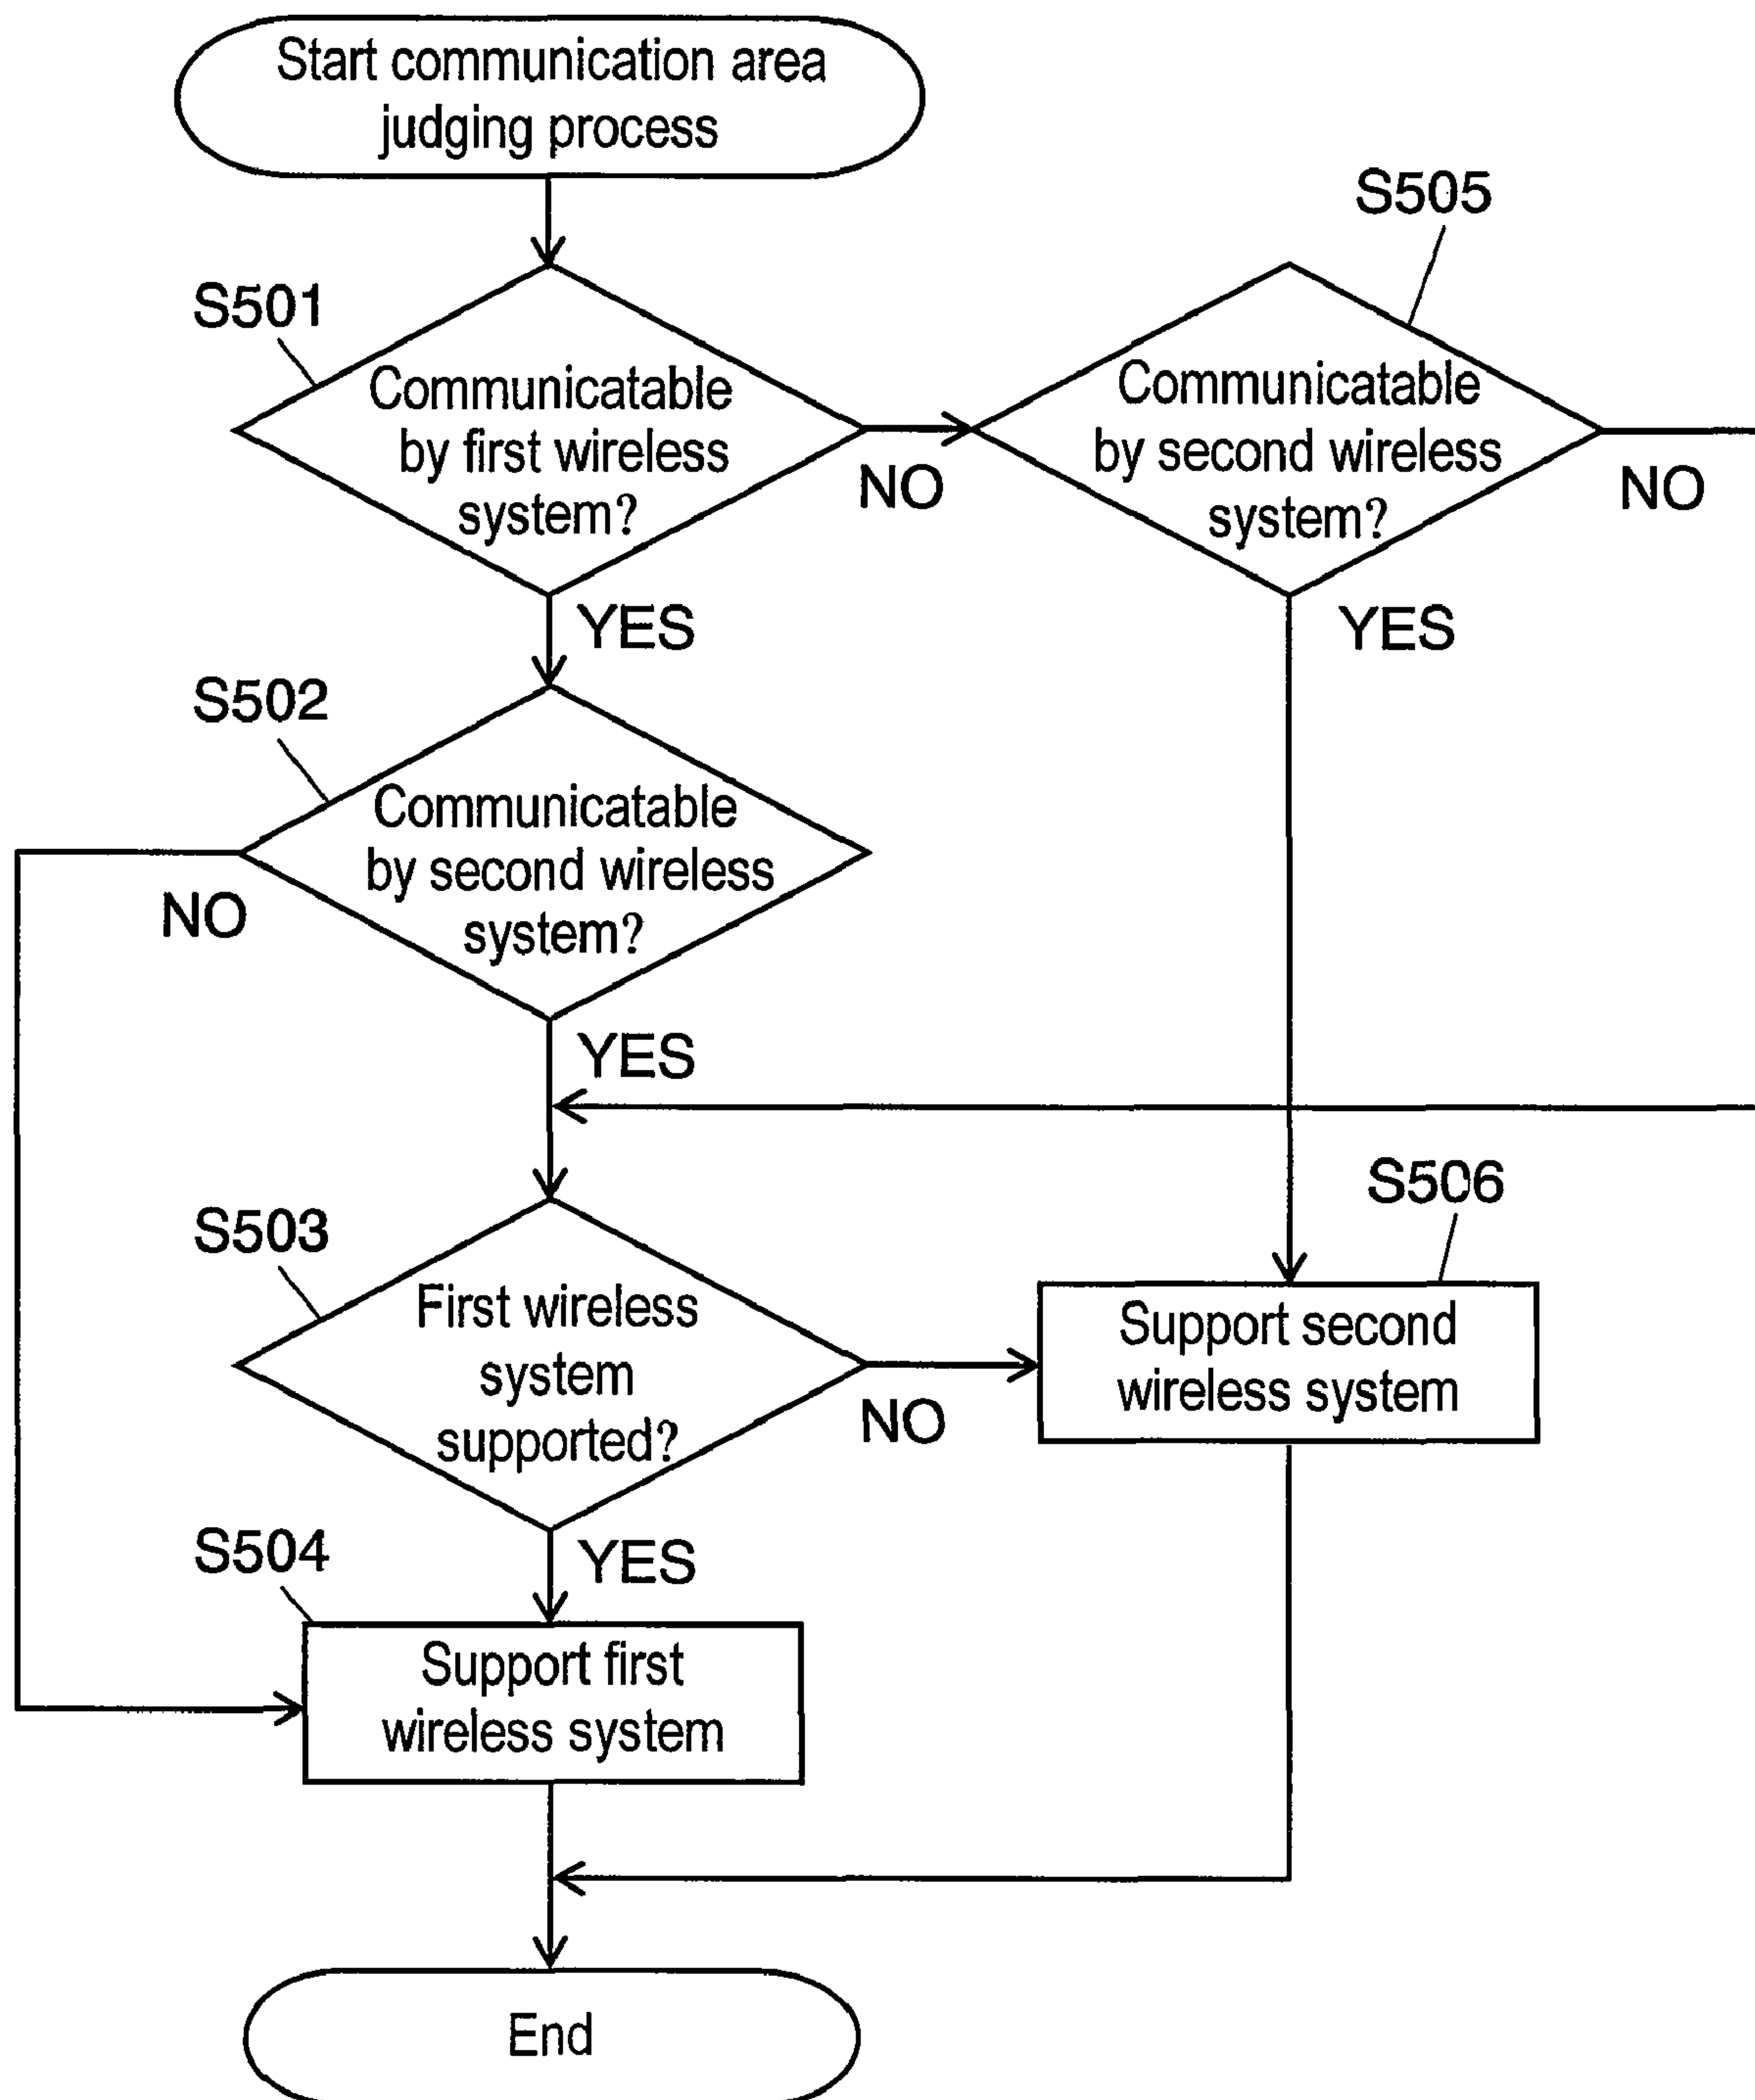 Start communication area
judging process
S501
Communicatable
by first wireless
system?
NO
YES
S505
Communicatable
by second wireless
system?
NO
YES
S502
Communicatable
by second wireless
system?
NO
YES
S503
First wireless
system
supported?
NO
YES
S506
Support second
wireless system
S504
Support first
wireless system
End